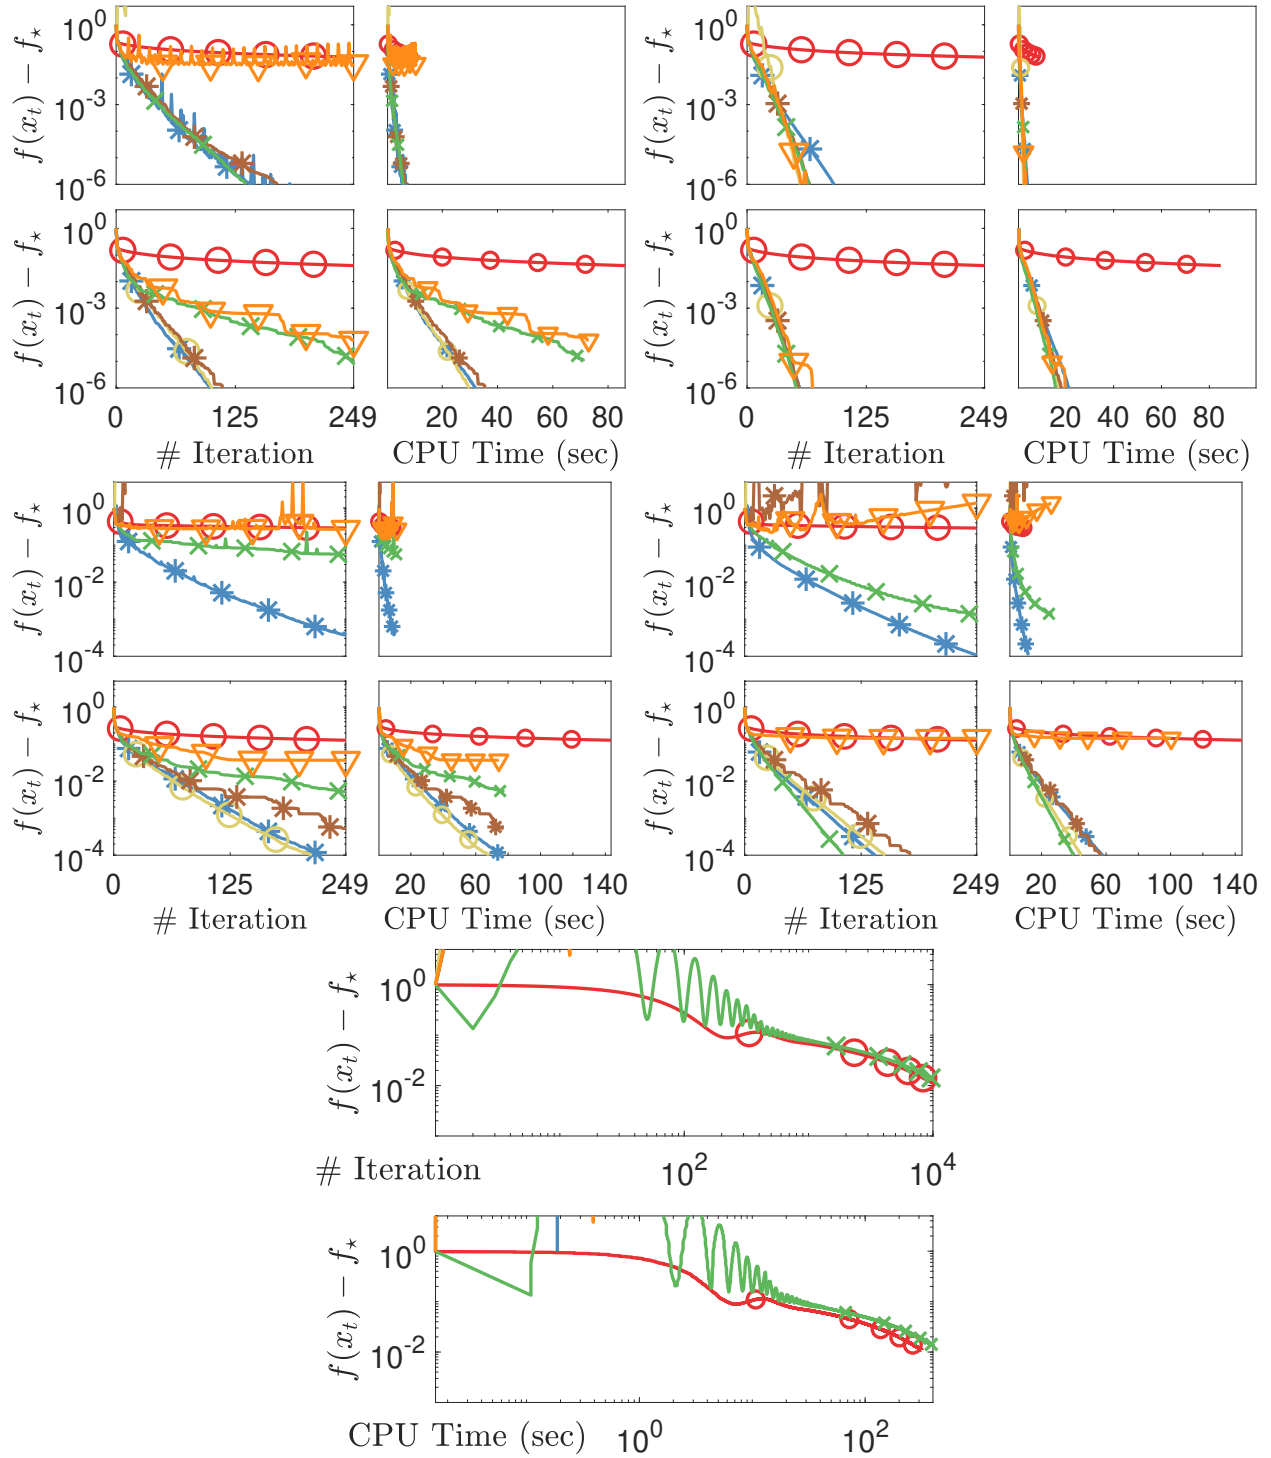 f(x_t) − f_⋆
10^0
10^-3
10^-6
f(x_t) − f_⋆
10^0
10^-3
10^-6
f(x_t) − f_⋆
10^0
10^-3
10^-6
0 125 249
20 40 60 80
# Iteration
CPU Time (sec)
f(x_t) − f_⋆
10^0
10^-3
10^-6
0 125 249
20 40 60 80
# Iteration
CPU Time (sec)
f(x_t) − f_⋆
10^0
10^-2
10^-4
f(x_t) − f_⋆
10^0
10^-2
10^-4
f(x_t) − f_⋆
10^0
10^-2
10^-4
0 125 249
20 60 100 140
# Iteration
CPU Time (sec)
f(x_t) − f_⋆
10^0
10^-2
10^-4
0 125 249
20 60 100 140
# Iteration
CPU Time (sec)
f(x_t) − f_⋆
10^0
10^-2
# Iteration 10^2 10^4
f(x_t) − f_⋆
10^0
10^-2
CPU Time (sec) 10^0 10^2